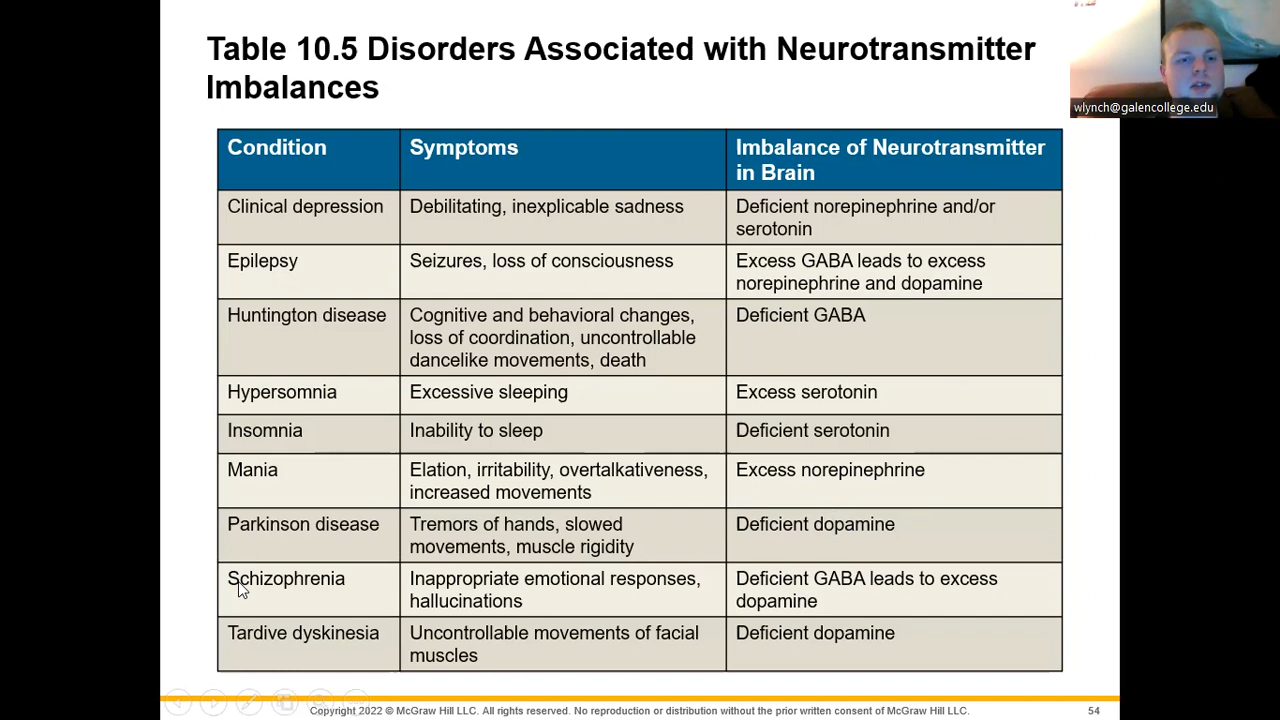 Table 10.5 Disorders Associated with Neurotransmitter
Imbalances
wlynch@galencollege.edu
Condition
Symptoms
Imbalance of Neurotransmitter
in Brain
Clinical depression
Debilitating, inexplicable sadness
Deficient norepinephrine and/or
serotonin
Epilepsy
Seizures, loss of consciousness
Excess GABA leads to excess
norepinephrine and dopamine
Huntington disease
Cognitive and behavioral changes,
loss of coordination, uncontrollable
dancelike movements, death
Deficient GABA
Hypersomnia
Excessive sleeping
Excess serotonin
Insomnia
Inability to sleep
Deficient serotonin
Mania
Elation, irritability, overtalkativeness,
increased movements
Excess norepinephrine
Parkinson disease
Tremors of hands, slowed
movements, muscle rigidity
Deficient dopamine
Schizophrenia
Inappropriate emotional responses,
hallucinations
Deficient GABA leads to excess
dopamine
Tardive dyskinesia
Uncontrollable movements of facial
muscles
Deficient dopamine
Copyright 2022 © McGraw Hill LLC. All rights reserved. No reproduction or distribution without the prior written consent of McGraw Hill LLC.
54